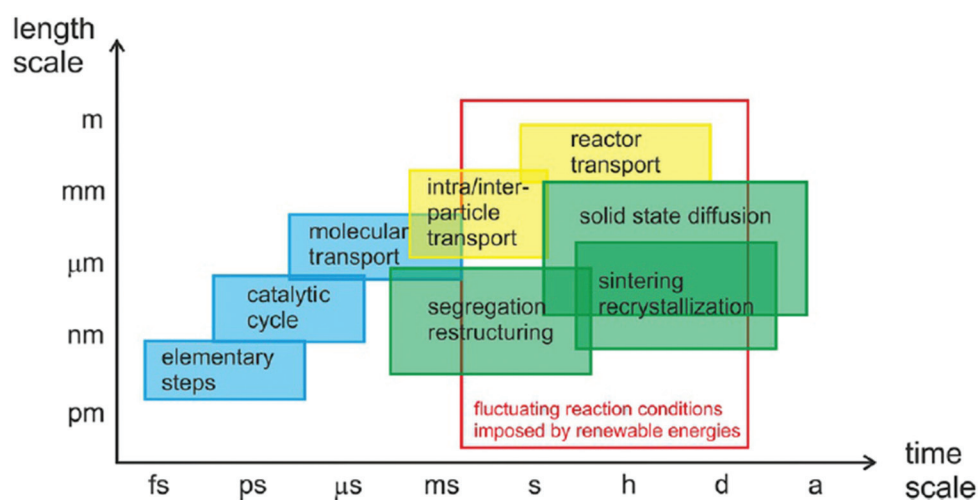 length
scale
m
mm
μm
nm
pm
reactor
transport
intra/inter-
particle
transport
solid state diffusion
molecular
transport
sintering
recrystallization
catalytic
cycle
segregation
restructuring
elementary
steps
fluctuating reaction conditions
imposed by renewable energies
fs ps μs ms s h d a
time
scale